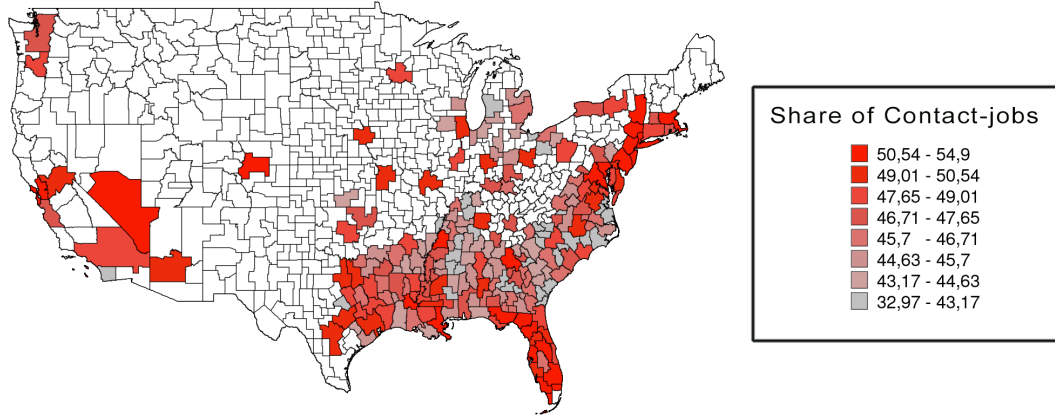 Share of Contact-jobs
50,54 - 54,9
49,01 - 50,54
47,65 - 49,01
46,71 - 47,65
45,7 - 46,71
44,63 - 45,7
43,17 - 44,63
32,97 - 43,17